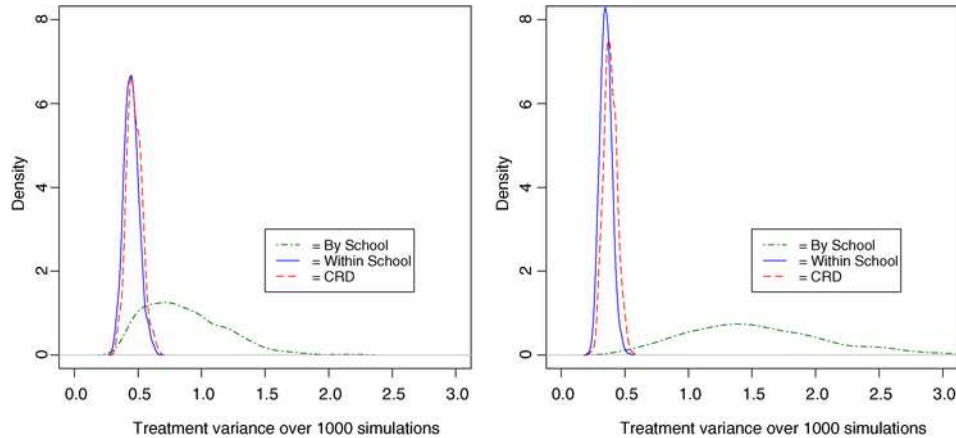 8
6
4
2
0
Density
= By School
= Within School
= CRD
0.0 0.5 1.0 1.5 2.0 2.5 3.0
Treatment variance over 1000 simulations
8
6
4
2
0
Density
= By School
= Within School
= CRD
0.0 0.5 1.0 1.5 2.0 2.5 3.0
Treatment variance over 1000 simulations